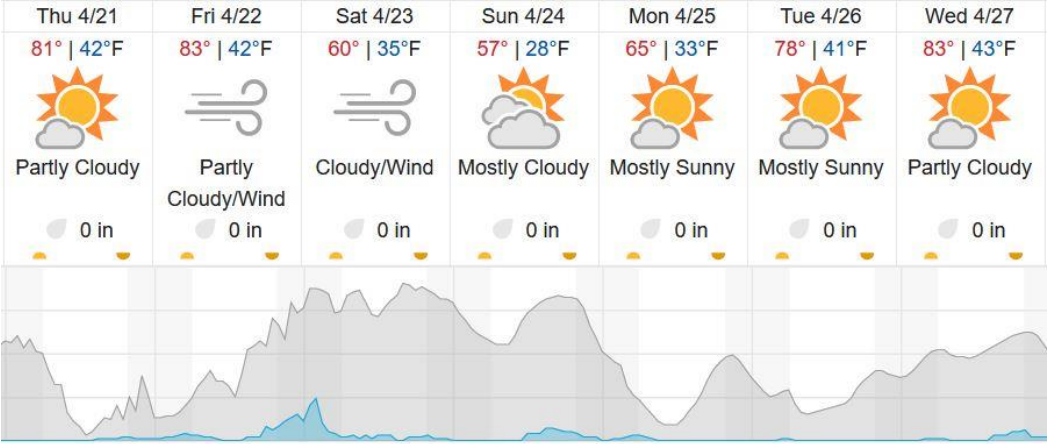 Thu 4/21
81° | 42°F
Partly Cloudy
0 in
Fri 4/22
83° | 42°F
Partly
Cloudy/Wind
0 in
Sat 4/23
60° | 35°F
Cloudy/Wind
0 in
Sun 4/24
57° | 28°F
Mostly Cloudy
0 in
Mon 4/25
65° | 33°F
Mostly Sunny
0 in
Tue 4/26
78° | 41°F
Mostly Sunny
0 in
Wed 4/27
83° | 43°F
Partly Cloudy
0 in